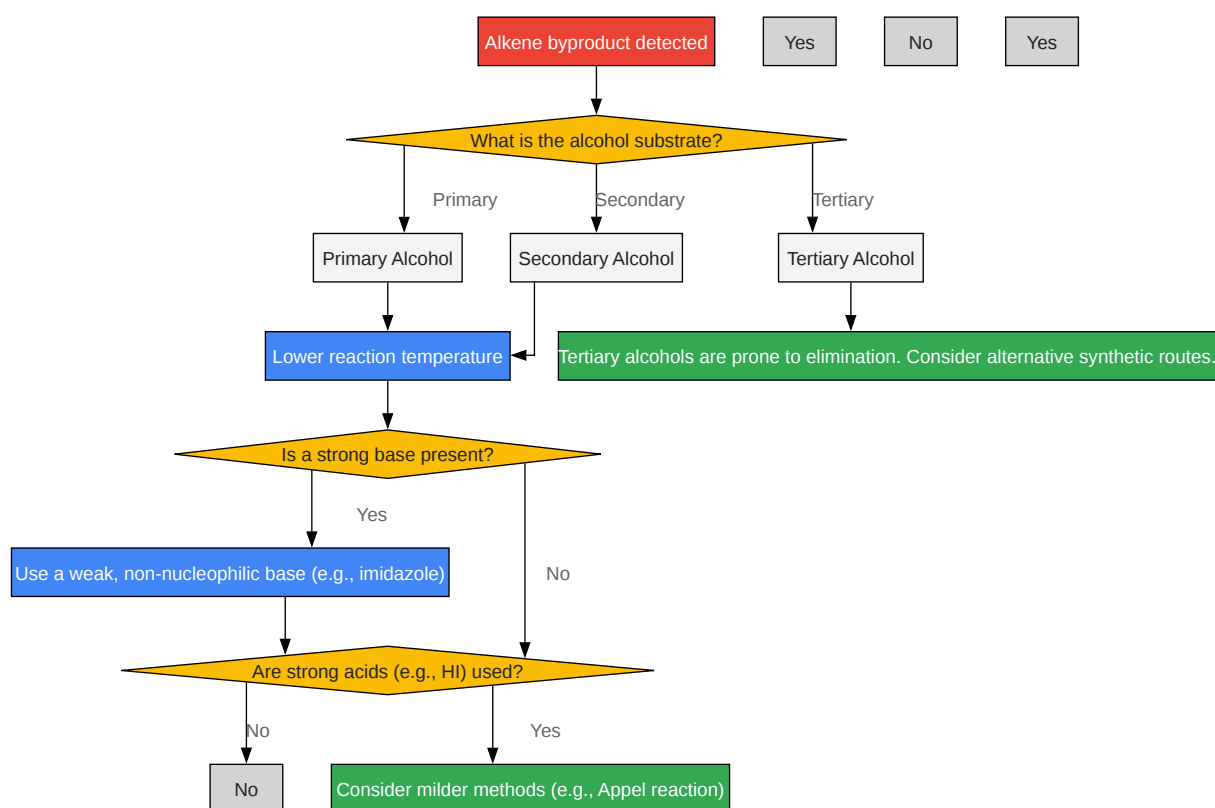 Alkene byproduct detected
Yes
No
Yes
What is the alcohol substrate?
Primary
Secondary
Tertiary
Primary Alcohol
Secondary Alcohol
Tertiary Alcohol
Lower reaction temperature
Tertiary alcohols are prone to elimination. Consider alternative synthetic routes.
Is a strong base present?
Yes
Use a weak, non-nucleophilic base (e.g., imidazole)
No
Are strong acids (e.g., HI) used?
No
Yes
No
Consider milder methods (e.g., Appel reaction)